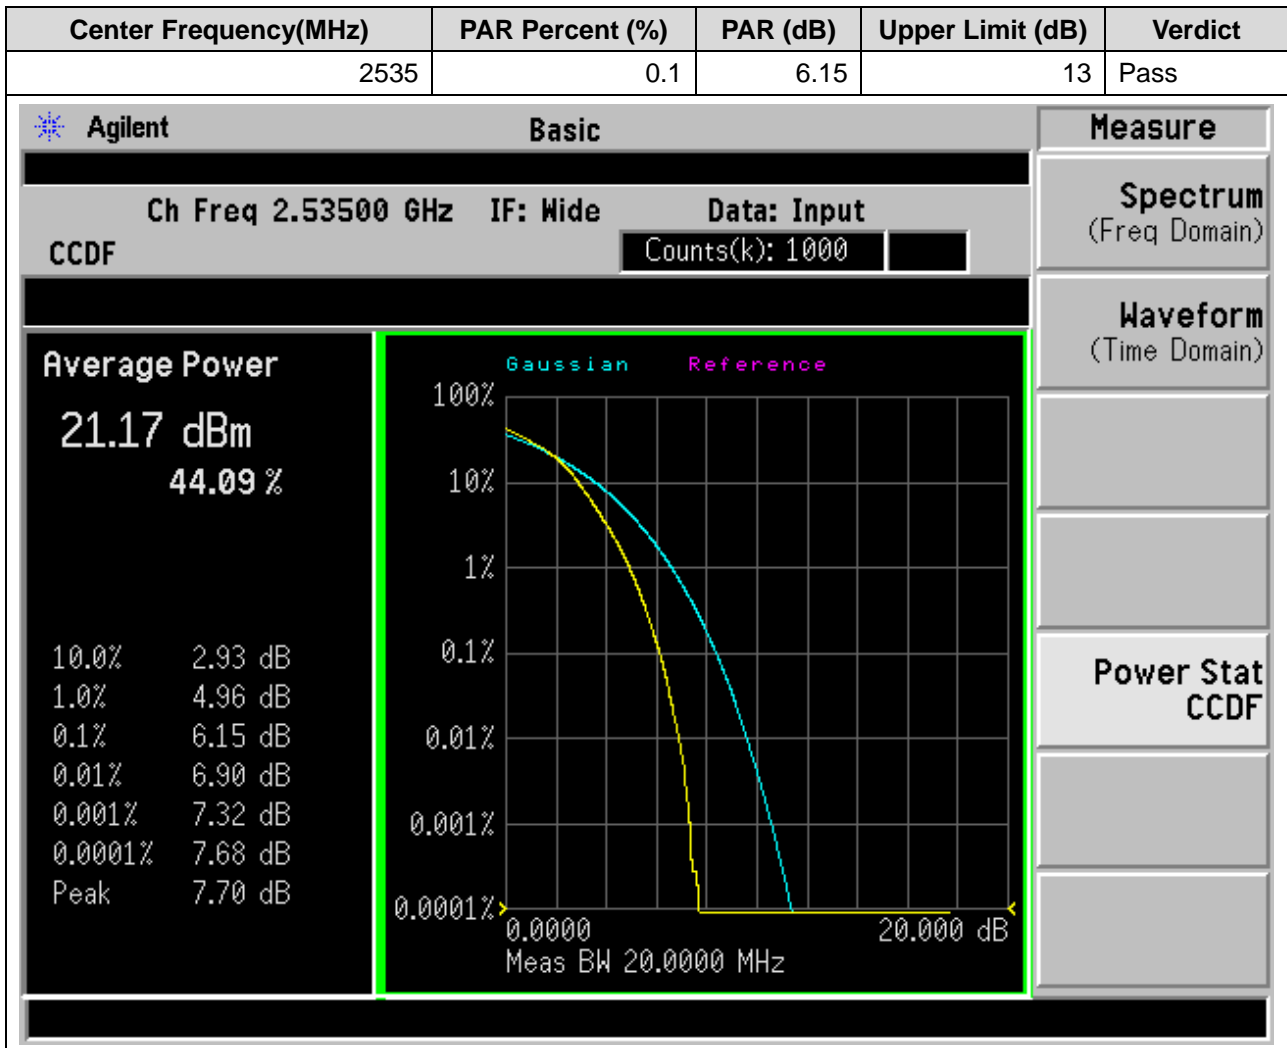 Center Frequency(MHz) PAR Percent (%) PAR (dB) Upper Limit (dB) Verdict
2535 0.1 6.15 13 Pass
Agilent Basic Measure
Ch Freq 2.53500 GHz IF: Wide Data: Input
CCDF Counts(k): 1000
Spectrum
(Freq Domain)
Waveform
(Time Domain)
Power Stat
CCDF
Average Power
21.17 dBm
44.09 %
10.0% 2.93 dB
1.0% 4.96 dB
0.1% 6.15 dB
0.01% 6.90 dB
0.001% 7.32 dB
0.0001% 7.68 dB
Peak 7.70 dB
Gaussian Reference
100%
10%
1%
0.1%
0.01%
0.001%
0.0001%
0.0000 20.000 dB
Meas BW 20.0000 MHz